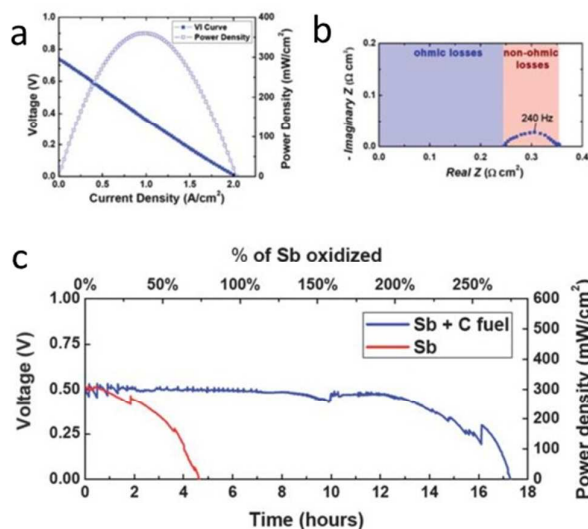 a
VI Curve
Power Density
Voltage (V)
1.0
0.8
0.6
0.4
0.2
0.0
0.0 0.5 1.0 1.5 2.0
Current Density (A/cm²)
400
300
200
100
0
Power Density (mW/cm²)
b
ohmic losses
non-ohmic
losses
240 Hz
- Imaginary Z (Ω cm²)
0.2
0.1
0.0
0.0 0.1 0.2 0.3 0.4
Real Z (Ω cm²)
c
% of Sb oxidized
0% 50% 100% 150% 200% 250%
Sb + C fuel
Sb
Voltage (V)
1.00
0.75
0.50
0.25
0.00
600
500
400
300
200
100
0
Power density (mW/cm²)
0 2 4 6 8 10 12 14 16 18
Time (hours)